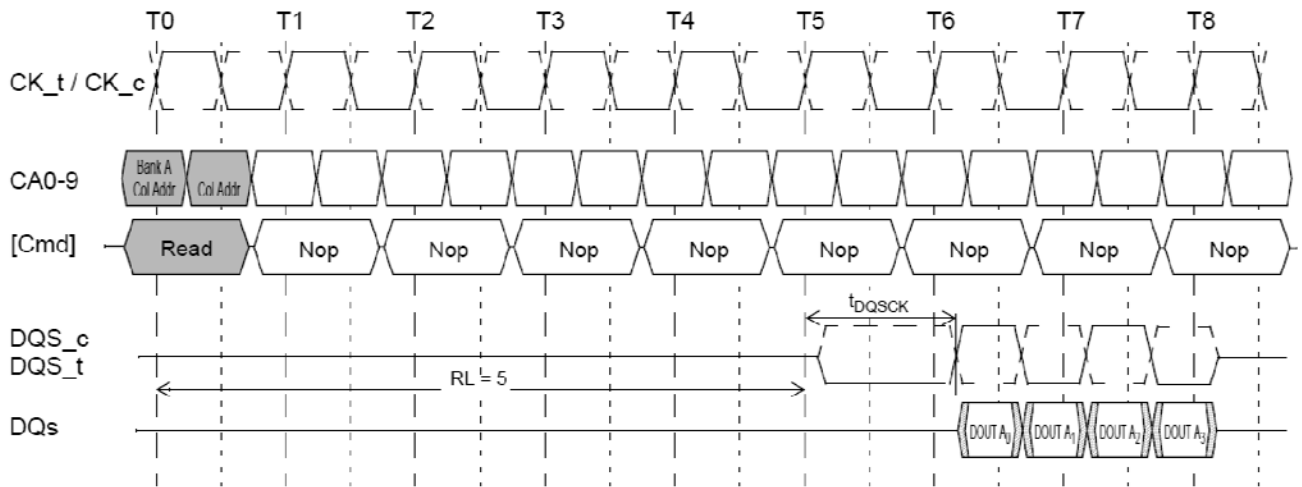 T0 T1 T2 T3 T4 T5 T6 T7 T8
CK_t / CK_c
CA0-9
Bank A
Col Addr
Col Addr
[Cmd]
Read Nop Nop Nop Nop Nop Nop Nop Nop
tDQSCK
DQS_c
DQS_t
RL = 5
DQs
DOUT A0 DOUT A1 DOUT A2 DOUT A3